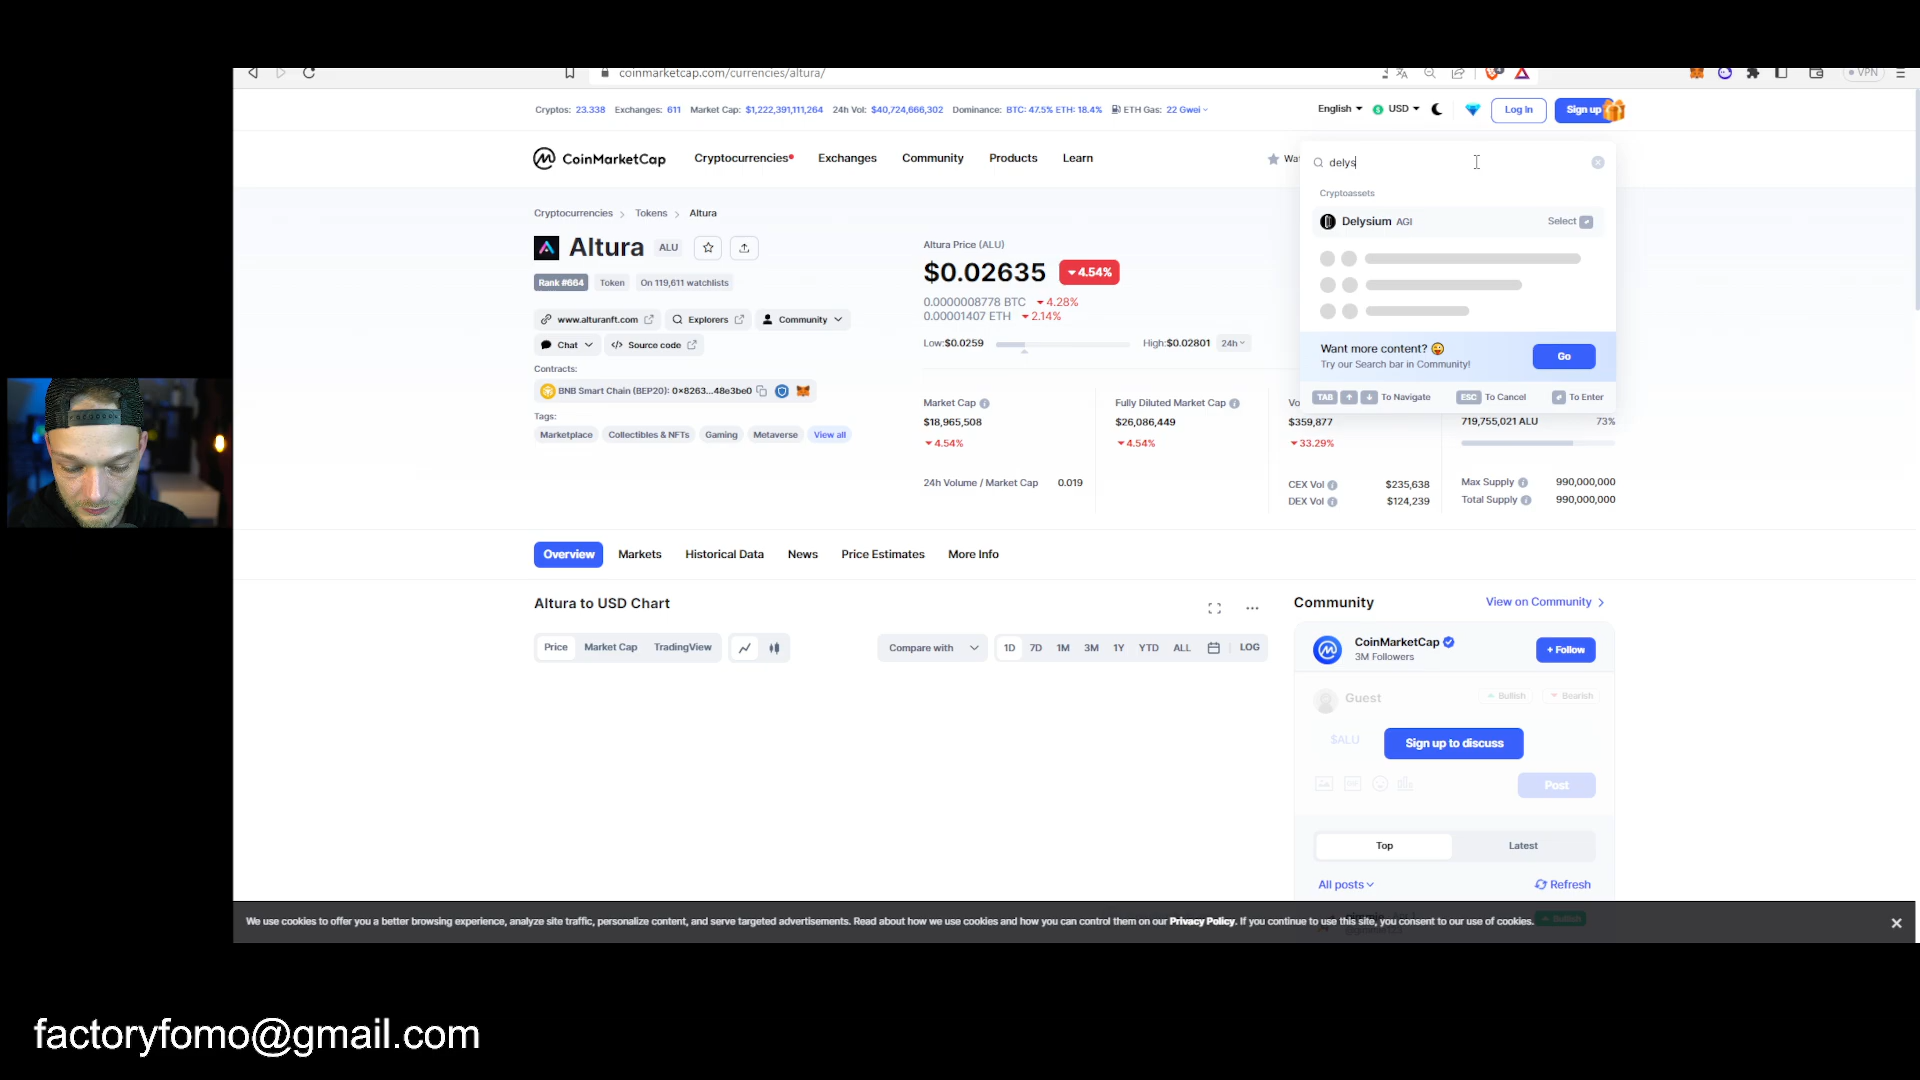 coinmarketcap.com/currencies/altura/
VPN
Cryptos: 23.338 Exchanges: 611 Market Cap: $1,222,391,111,264 24h Vol: $40,724,666,302 Dominance: BTC: 47.5% ETH: 18.4% ETH Gas: 22 Gwei
English USD Log In Sign up
CoinMarketCap Cryptocurrencies Exchanges Community Products Learn
delys
Cryptoassets
Delysium AGI Select
Want more content?
Try our Search bar in Community!
Go
TAB To Navigate ESC To Cancel To Enter
Cryptocurrencies > Tokens > Altura
Altura ALU
Rank #664 Token On 119,611 watchlists
www.alturanft.com Explorers Community
Chat </> Source code
Contracts:
BNB Smart Chain (BEP20): 0x8263...48e3be0
Tags:
Marketplace Collectibles & NFTs Gaming Metaverse View all
Altura Price (ALU)
$0.02635 4.54%
0.0000008778 BTC 4.28%
0.00001407 ETH 2.14%
Low:$0.0259 High:$0.02801 24h
Market Cap
$18,965,508
4.54%
24h Volume / Market Cap 0.019
Fully Diluted Market Cap
$26,086,449
4.54%
Vo
$359,877
33.29%
CEX Vol $235,638
DEX Vol $124,239
719,755,021 ALU 73%
Max Supply 990,000,000
Total Supply 990,000,000
Overview Markets Historical Data News Price Estimates More Info
Altura to USD Chart
Price Market Cap TradingView
Compare with 1D 7D 1M 3M 1Y YTD ALL LOG
Community View on Community >
CoinMarketCap
3M Followers
+ Follow
Guest Bullish Bearish
$ALU
Sign up to discuss
Post
Top Latest
All posts Refresh
We use cookies to offer you a better browsing experience, analyze site traffic, personalize content, and serve targeted advertisements. Read about how we use cookies and how you can control them on our Privacy Policy. If you continue to use this site, you consent to our use of cookies.
Bullish
factoryfomo@gmail.com